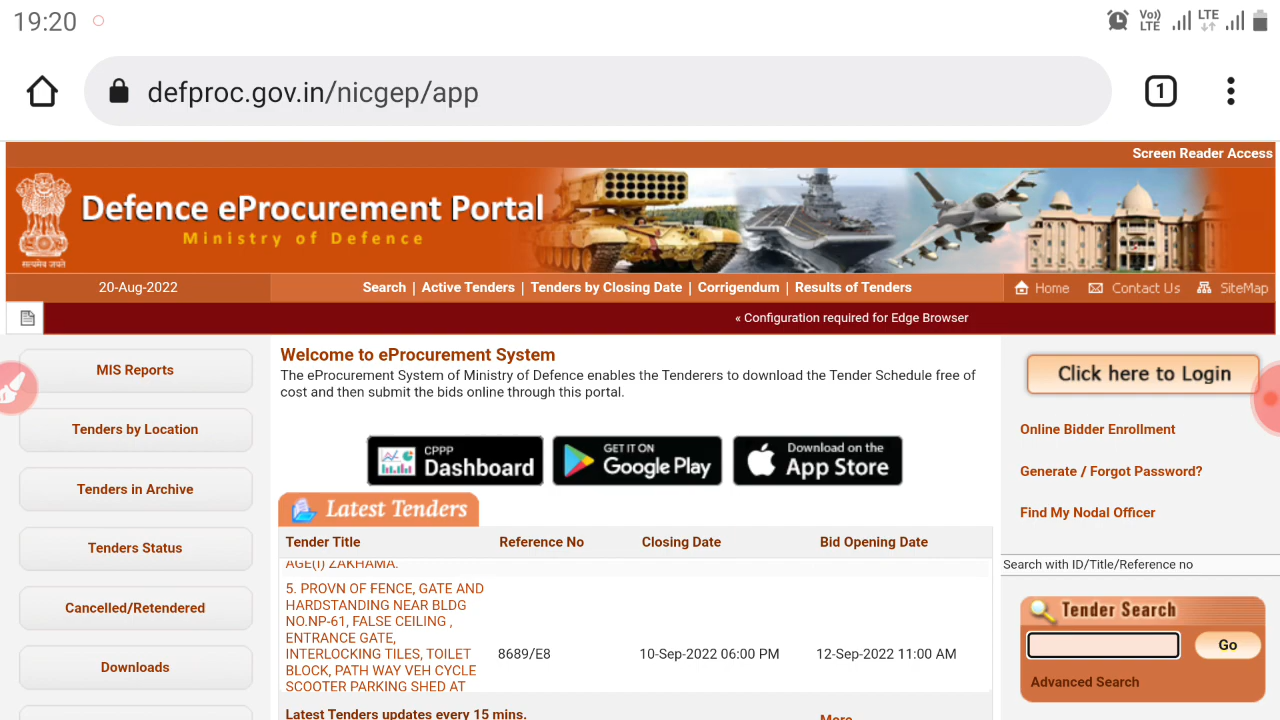 19:20
Vo)) LTE LTE
defproc.gov.in/nicgep/app
1
Screen Reader Access
Defence eProcurement Portal
Ministry of Defence
सत्यमेव जयते
20-Aug-2022
Search | Active Tenders | Tenders by Closing Date | Corrigendum | Results of Tenders
Home Contact Us SiteMap
« Configuration required for Edge Browser
MIS Reports
Tenders by Location
Tenders in Archive
Tenders Status
Cancelled/Retendered
Downloads
Welcome to eProcurement System
The eProcurement System of Ministry of Defence enables the Tenderers to download the Tender Schedule free of
cost and then submit the bids online through this portal.
CPPP
Dashboard
GET IT ON
Google Play
Download on the
App Store
Latest Tenders
Tender Title Reference No Closing Date Bid Opening Date
AGE(I) ZAKHAMA.
5. PROVN OF FENCE, GATE AND
HARDSTANDING NEAR BLDG
NO.NP-61, FALSE CEILING ,
ENTRANCE GATE,
INTERLOCKING TILES, TOILET
BLOCK, PATH WAY VEH CYCLE
SCOOTER PARKING SHED AT
8689/E8 10-Sep-2022 06:00 PM 12-Sep-2022 11:00 AM
Latest Tenders updates every 15 mins.
More
Click here to Login
Online Bidder Enrollment
Generate / Forgot Password?
Find My Nodal Officer
Search with ID/Title/Reference no
Tender Search
Go
Advanced Search